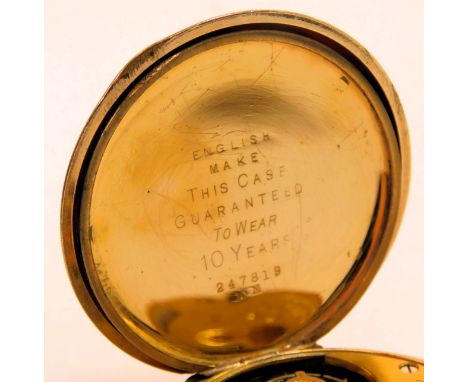 ENGLISH
MAKE
THIS CASE
GUARANTEED
TO WEAR
10 YEARS
247819